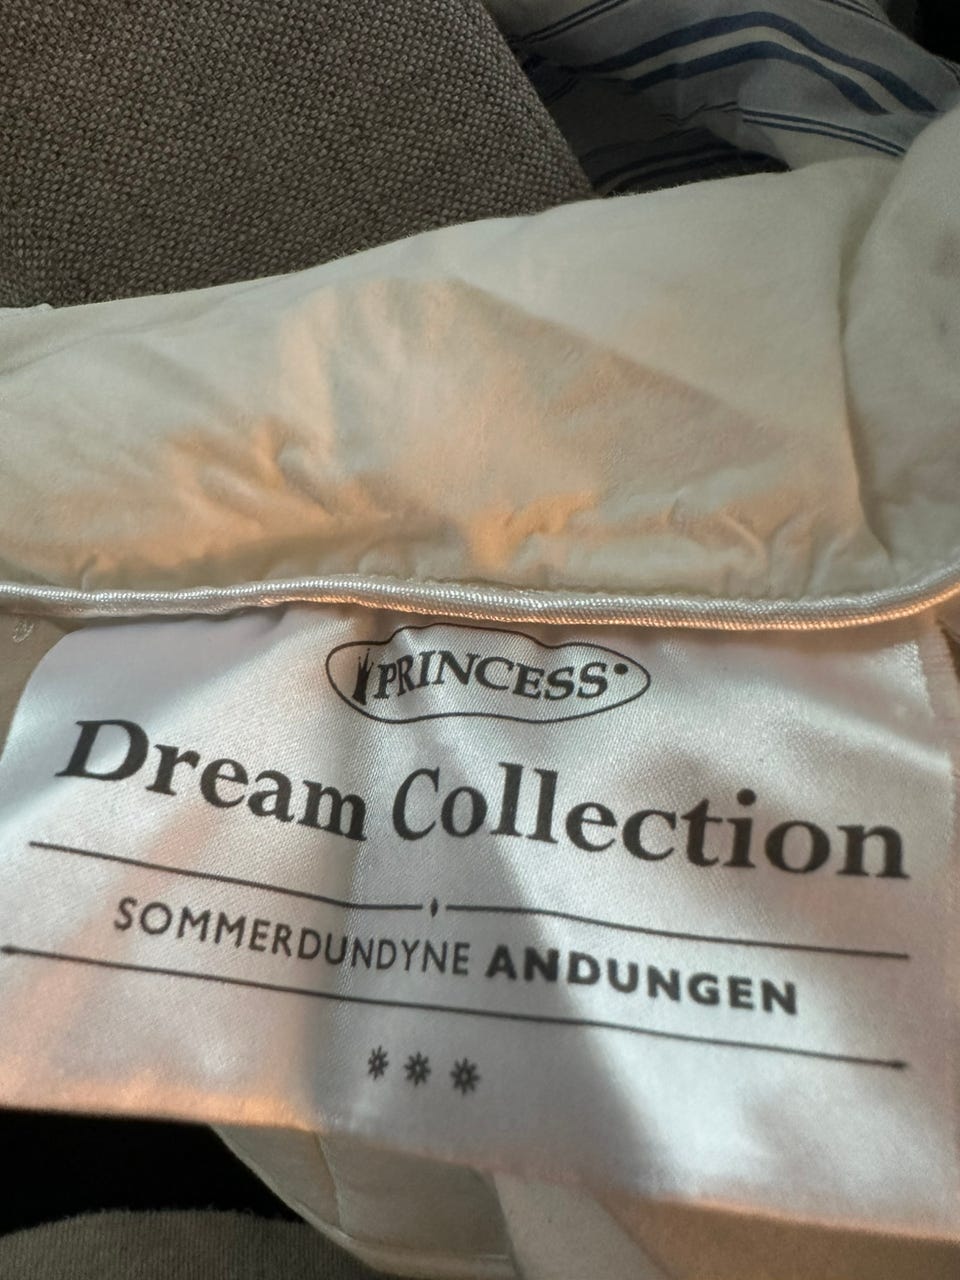 PRINCESS
Dream Collection
SOMMERDUNDYNE ANDUNGEN
***